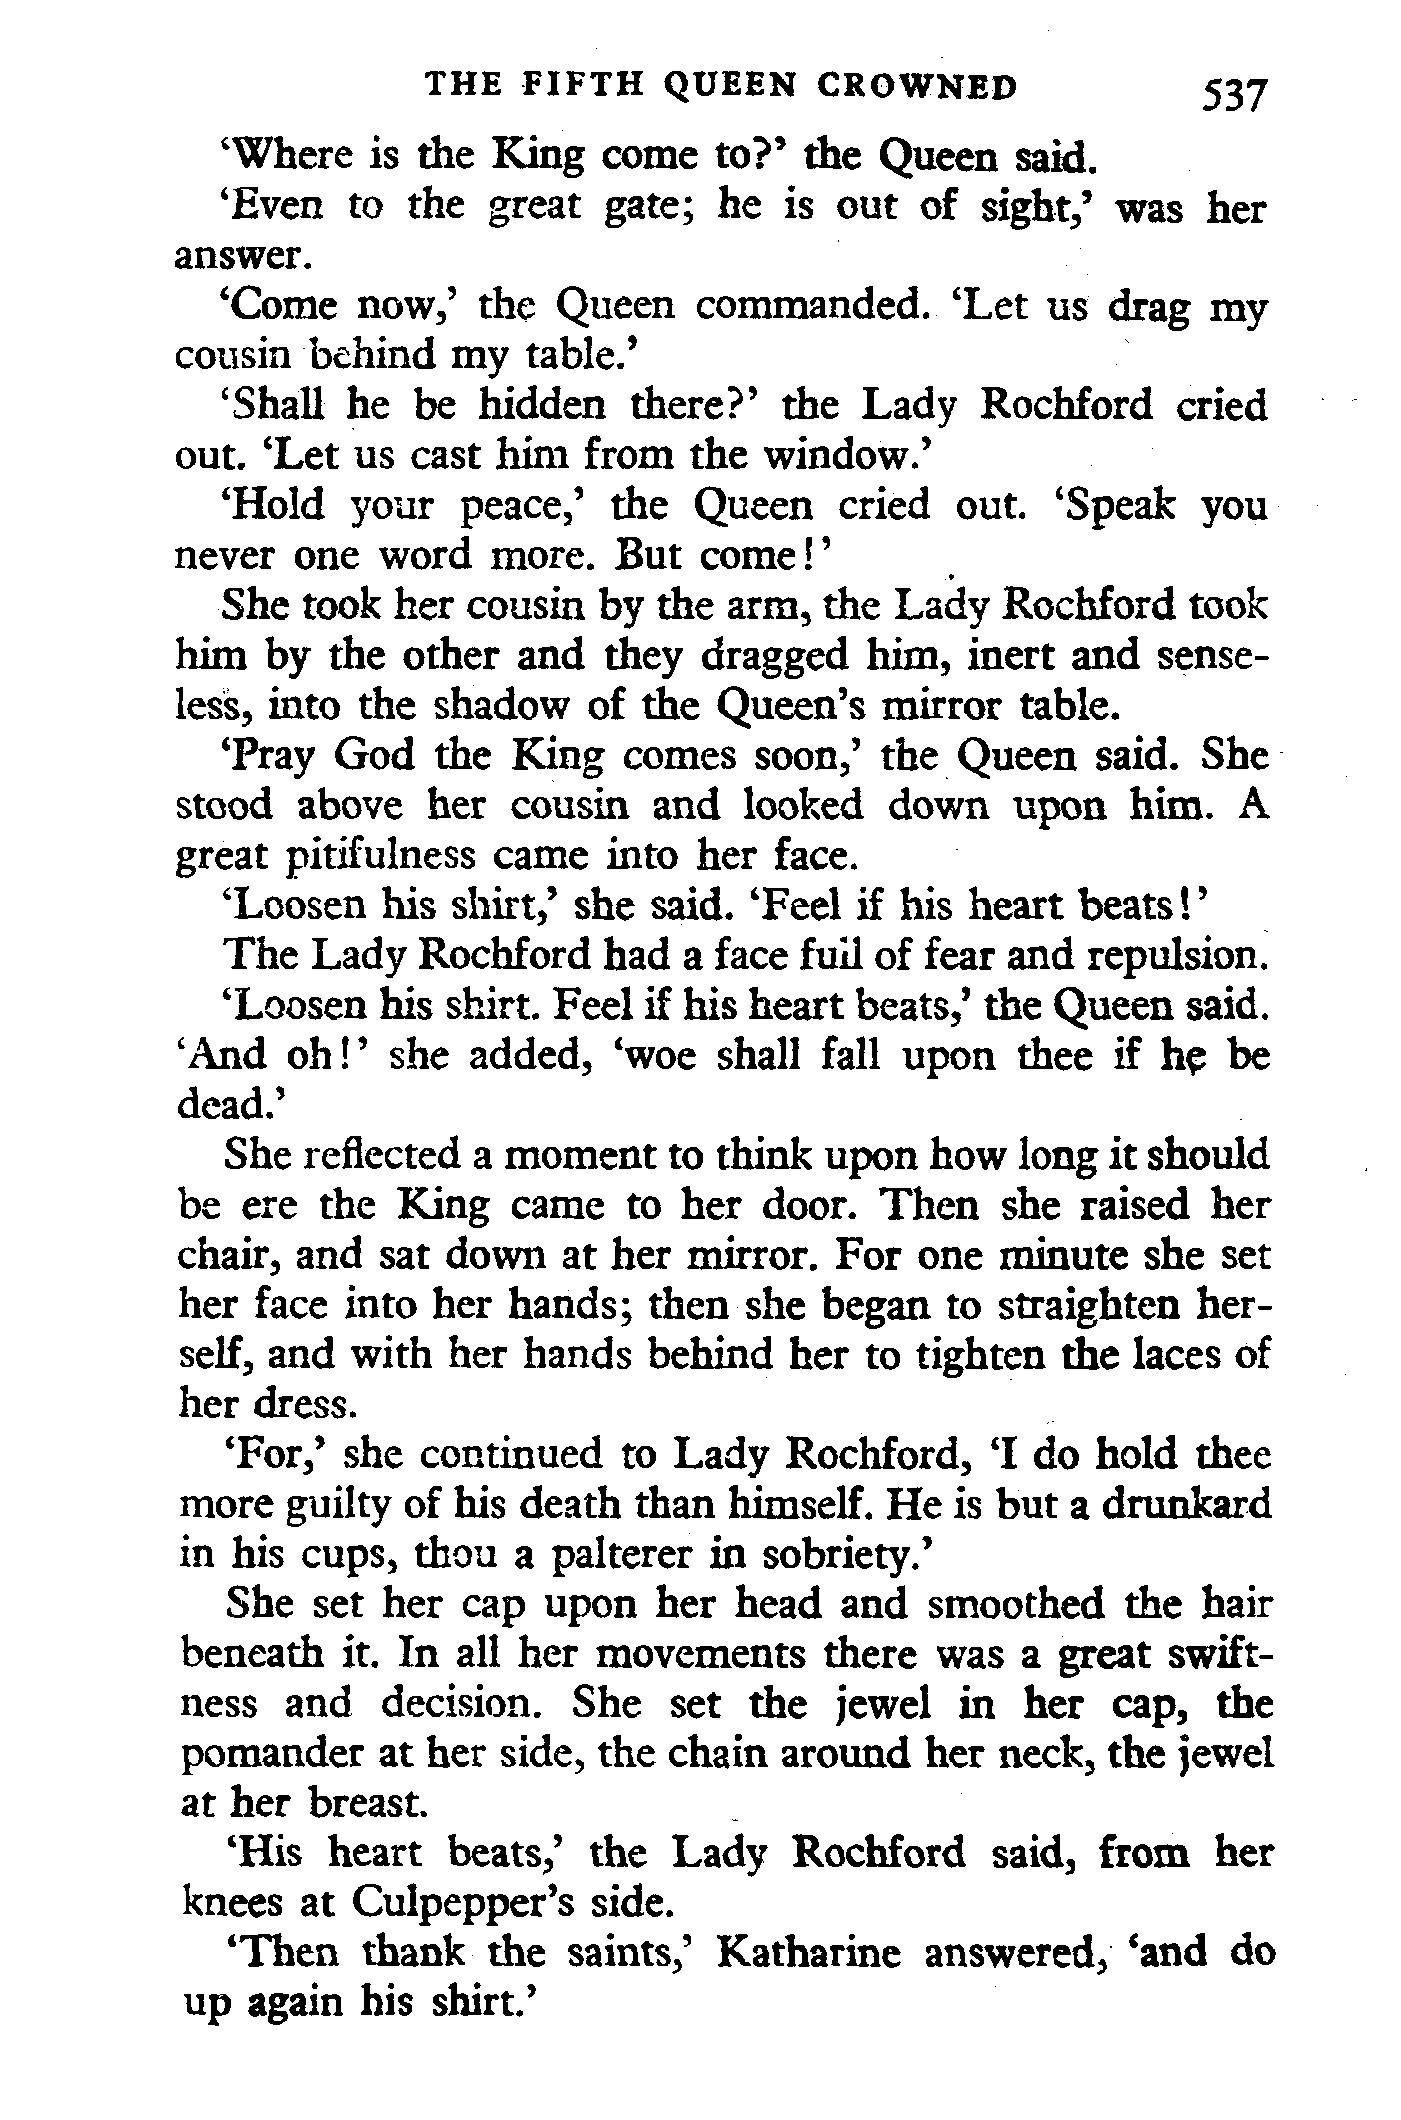 THE FIFTH QUEEN CROWNED 537
‘Where is the King come to?’ the Queen said.
‘Even to the great gate; he is out of sight,’ was her
answer.
‘Come now,’ the Queen commanded. ‘Let us drag my
cousin behind my table.’
‘Shall he be hidden there?’ the Lady Rochford cried
out. ‘Let us cast him from the window.’
‘Hold your peace,’ the Queen cried out. ‘Speak you
never one word more. But come!’
She took her cousin by the arm, the Lady Rochford took
him by the other and they dragged him, inert and sense-
less, into the shadow of the Queen’s mirror table.
‘Pray God the King comes soon,’ the Queen said. She
stood above her cousin and looked down upon him. A
great pitifulness came into her face.
‘Loosen his shirt,’ she said. ‘Feel if his heart beats!’
The Lady Rochford had a face full of fear and repulsion.
‘Loosen his shirt. Feel if his heart beats,’ the Queen said.
‘And oh!’ she added, ‘woe shall fall upon thee if he be
dead.’
She reflected a moment to think upon how long it should
be ere the King came to her door. Then she raised her
chair, and sat down at her mirror. For one minute she set
her face into her hands; then she began to straighten her-
self, and with her hands behind her to tighten the laces of
her dress.
‘For,’ she continued to Lady Rochford, ‘I do hold thee
more guilty of his death than himself. He is but a drunkard
in his cups, thou a palterer in sobriety.’
She set her cap upon her head and smoothed the hair
beneath it. In all her movements there was a great swift-
ness and decision. She set the jewel in her cap, the
pomander at her side, the chain around her neck, the jewel
at her breast.
‘His heart beats,’ the Lady Rochford said, from her
knees at Culpepper’s side.
‘Then thank the saints,’ Katharine answered, ‘and do
up again his shirt.’